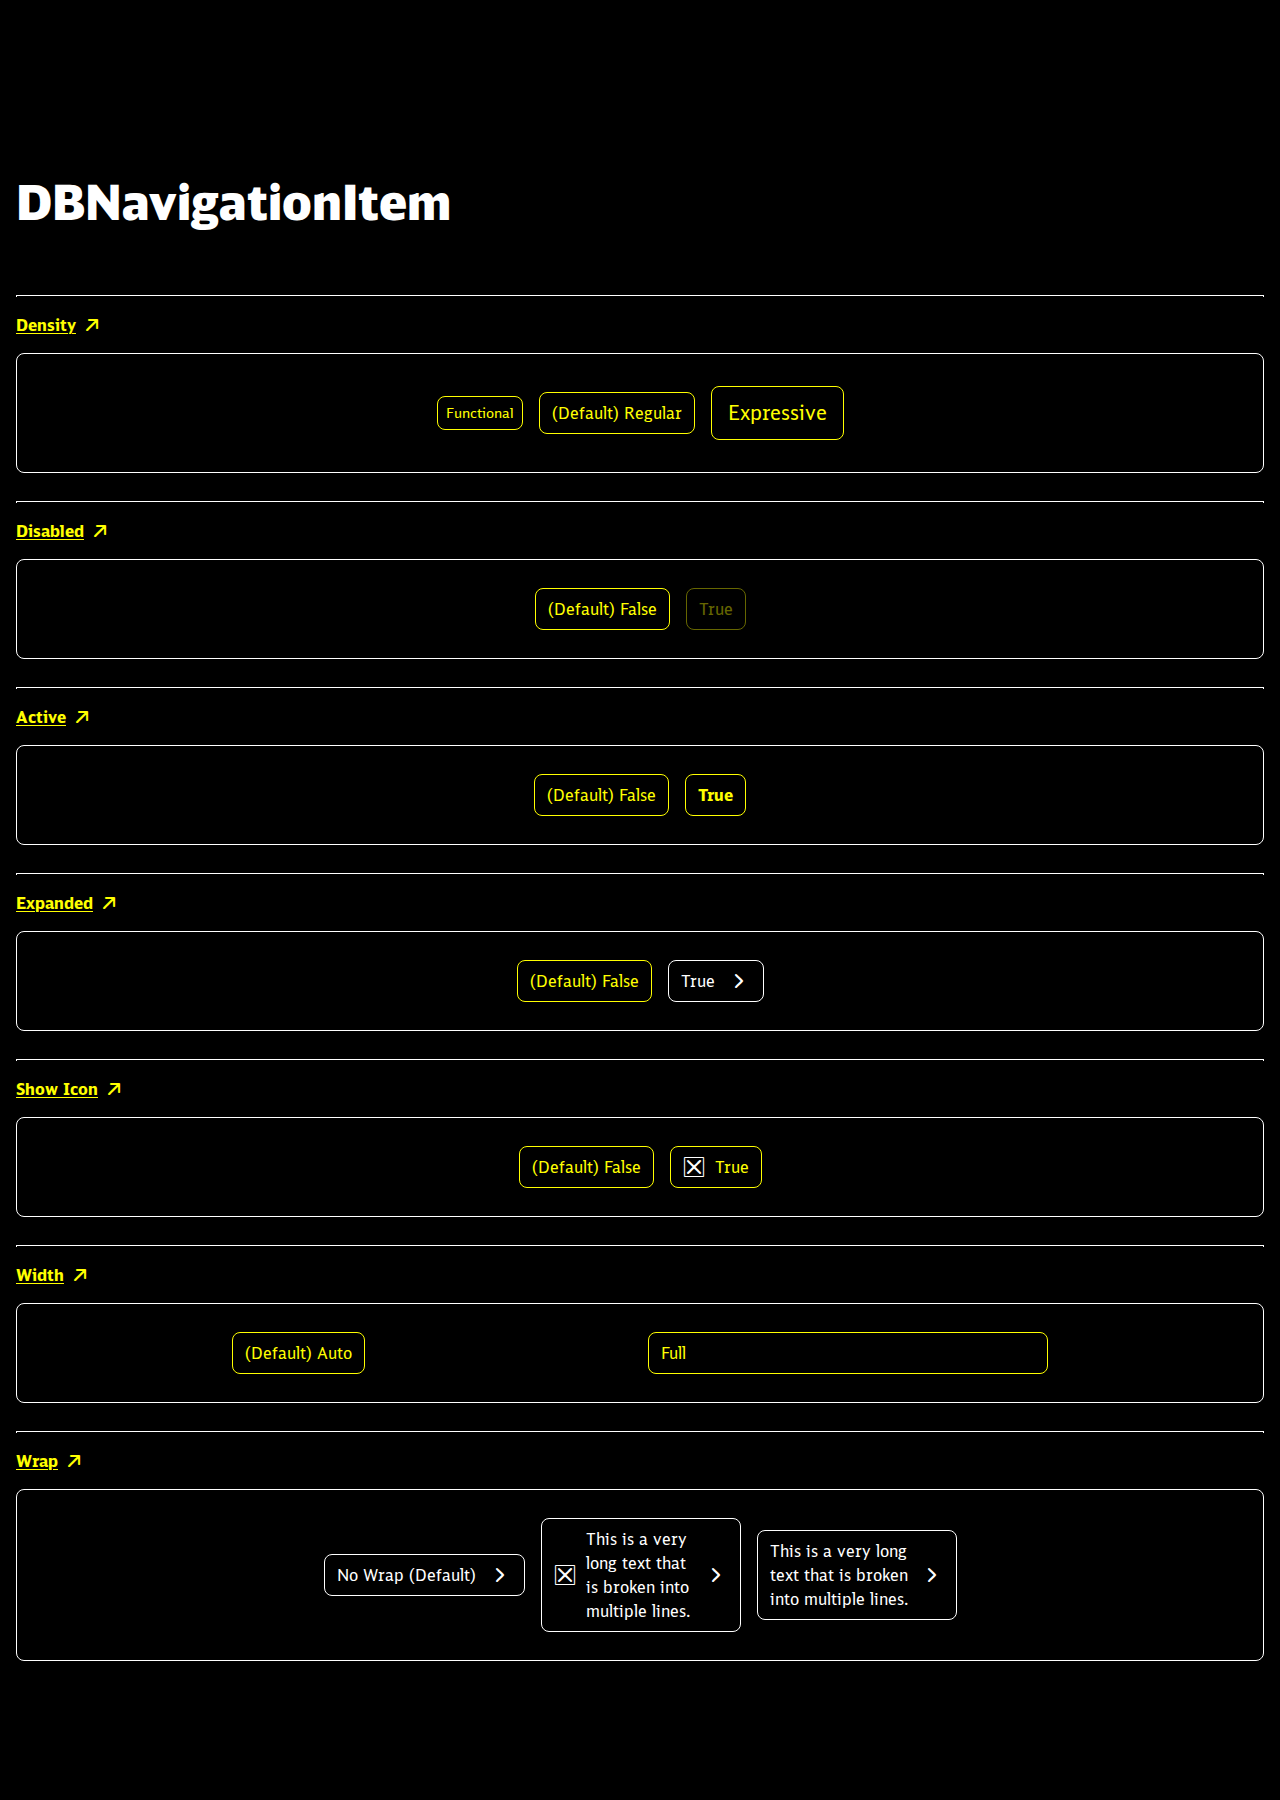 DBNavigationItem
Density
Functional
(Default) Regular
Expressive
Disabled
(Default) False
True
Active
(Default) False
True
Expanded
(Default) False
True
Show Icon
(Default) False
True
Width
(Default) Auto
Full
Wrap
No Wrap (Default)
This is a very
long text that
is broken into
multiple lines.
This is a very long
text that is broken
into multiple lines.